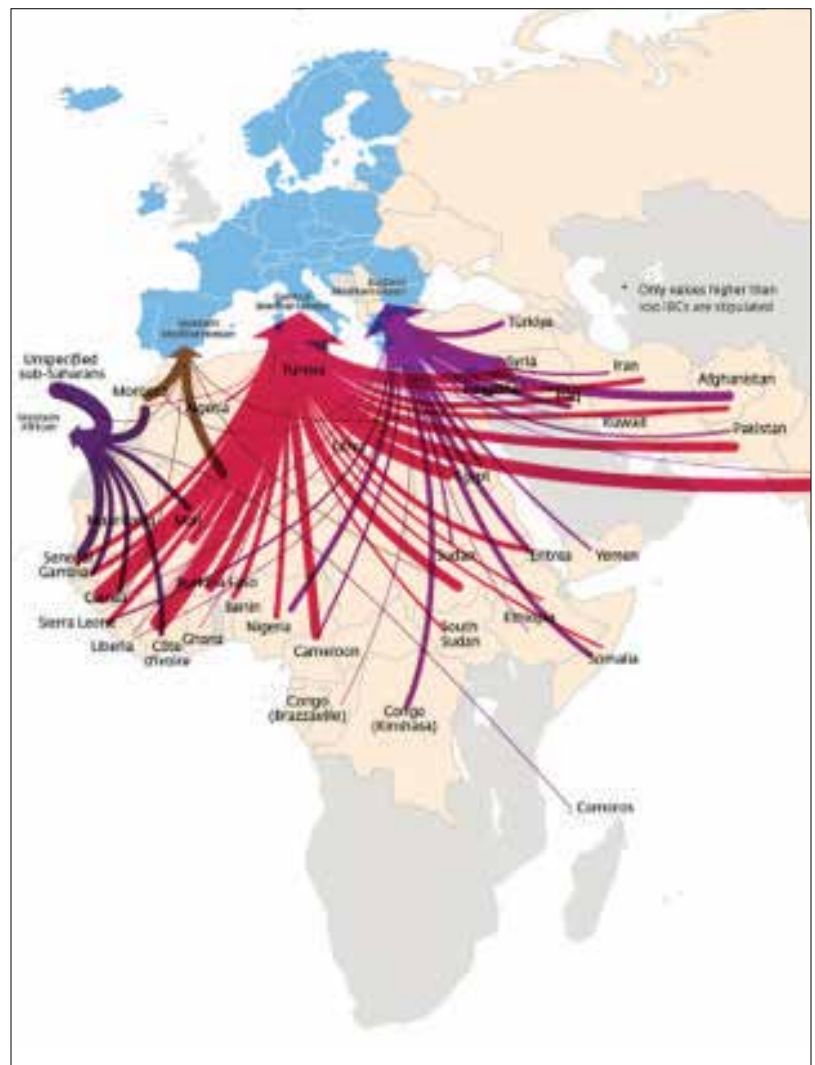 Eastern
Mediterranean
Central
Mediterranean
Western
Mediterranean
* Only values higher than
100 IBCs are stipulated
Türkiye
Unspecified
sub-Saharans
Tunisia
Syria
Iran
Afghanistan
Morocco
Algeria
Iraq
Western
African
Kuwait
Pakistan
Egypt
Mali
Senegal
Gambia
Sudan
Eritrea
Yemen
Burkina Faso
Guinea
Benin
Sierra Leone
Nigeria
Ethiopia
Liberia
Côte
d'Ivoire
Ghana
South
Sudan
Cameroon
Somalia
Congo
(Brazzaville)
Congo
(Kinshasa)
Comoros